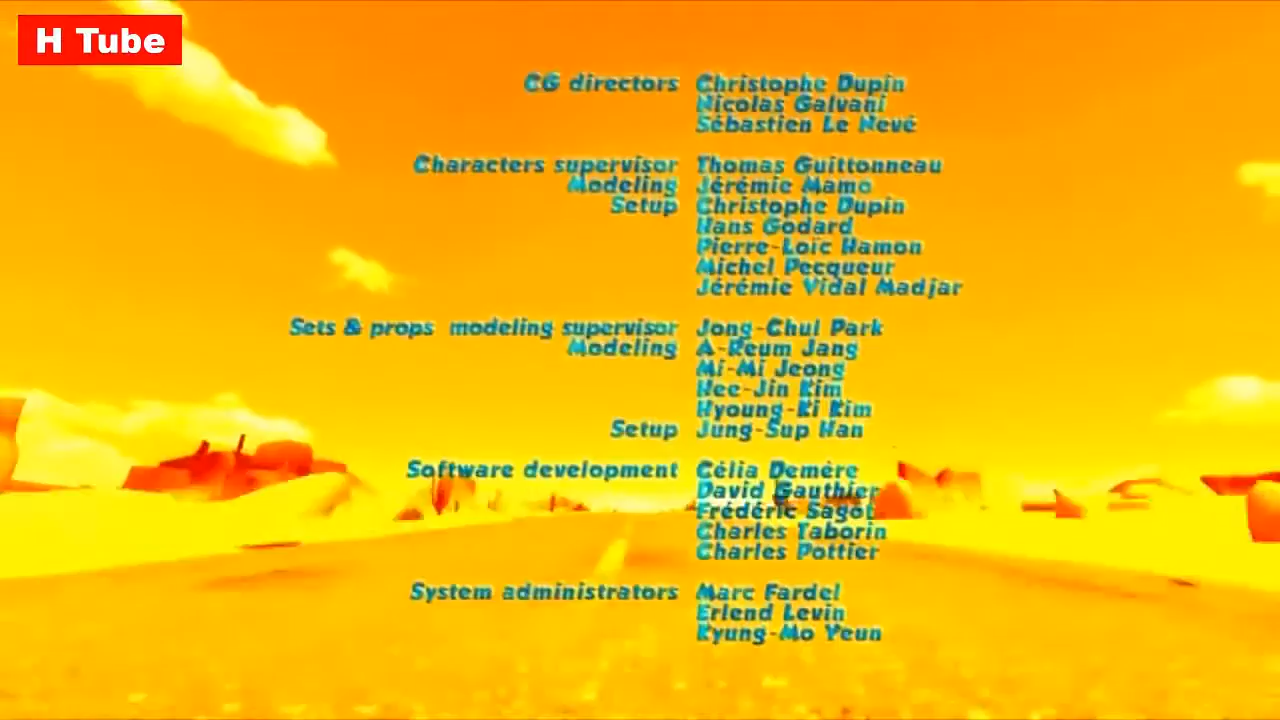 H Tube
CG directors Christophe Dupin
Nicolas Galvani
Sébastien Le Nevé
Characters supervisor Thomas Guittonneau
Modeling Jérémie Mamo
Setup Christophe Dupin
Hans Godard
Pierre-Loïc Hamon
Michel Pecqueur
Jérémie Vidal Madjar
Sets & props modeling supervisor Jong-Chul Park
Modeling A-Reum Jang
Mi-Mi Jeong
Hee-Jin Kim
Hyoung-Ki Kim
Setup Jung-Sup Han
Software development Célia Demère
David Gauthier
Frédéric Sagot
Charles Taborin
Charles Pottier
System administrators Marc Fardel
Erlend Levin
Kyung-Mo Yeun